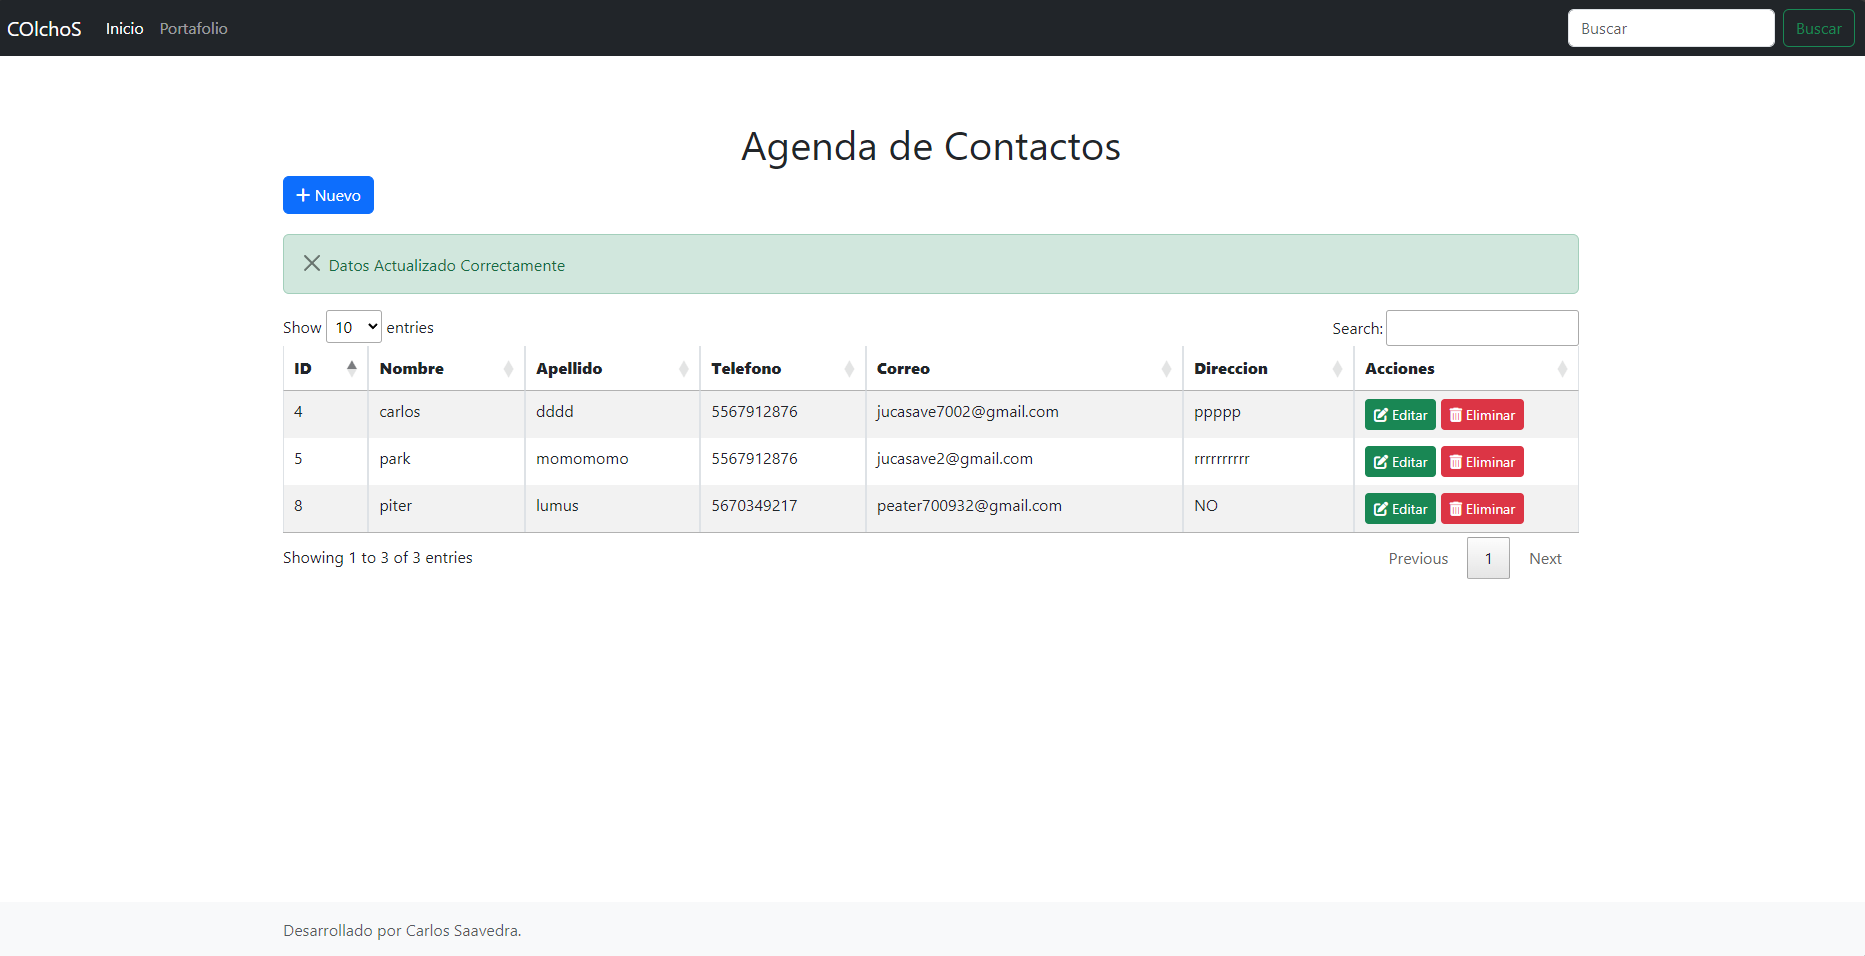 COlchoS Inicio Portafolio Buscar Buscar
Agenda de Contactos
Nuevo
Datos Actualizado Correctamente
Show 10 entries Search:
ID Nombre Apellido Telefono Correo Direccion Acciones
4 carlos dddd 5567912876 jucasave7002@gmail.com ppppp Editar Eliminar
5 park momomomo 5567912876 jucasave2@gmail.com rrrrrrrrrr Editar Eliminar
8 piter lumus 5670349217 peater700932@gmail.com NO Editar Eliminar
Showing 1 to 3 of 3 entries Previous 1 Next
Desarrollado por Carlos Saavedra.